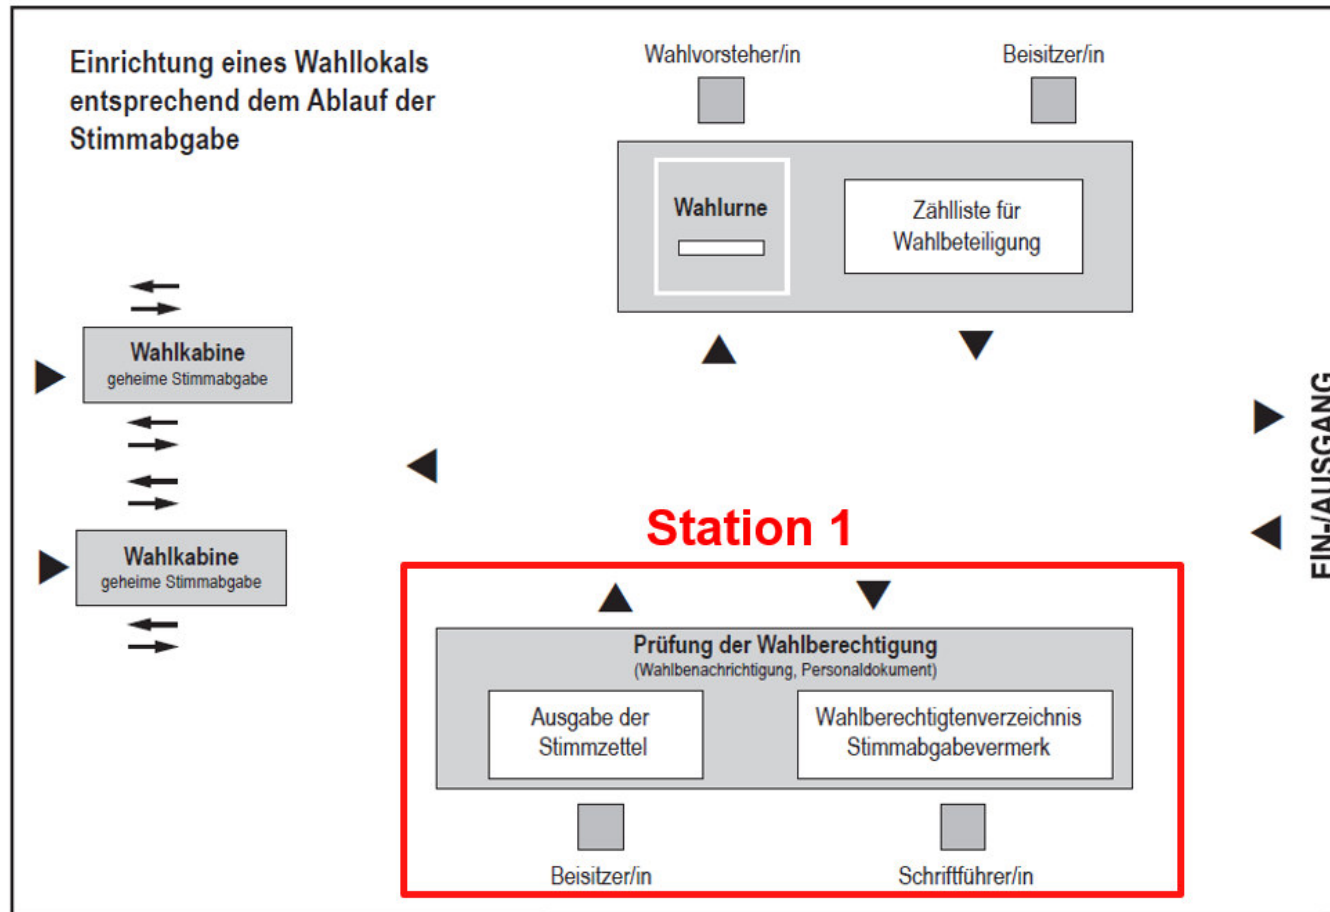 Einrichtung eines Wahllokals
entsprechend dem Ablauf der
Stimmabgabe
Wahlvorsteher/in
Beisitzer/in
Wahlurne
Zählliste für
Wahlbeteiligung
Wahlkabine
geheime Stimmabgabe
Wahlkabine
geheime Stimmabgabe
EIN-/AUSGANG
Station 1
Prüfung der Wahlberechtigung
(Wahlbenachrichtigung, Personaldokument)
Ausgabe der
Stimmzettel
Wahlberechtigtenverzeichnis
Stimmabgabevermerk
Beisitzer/in
Schriftführer/in